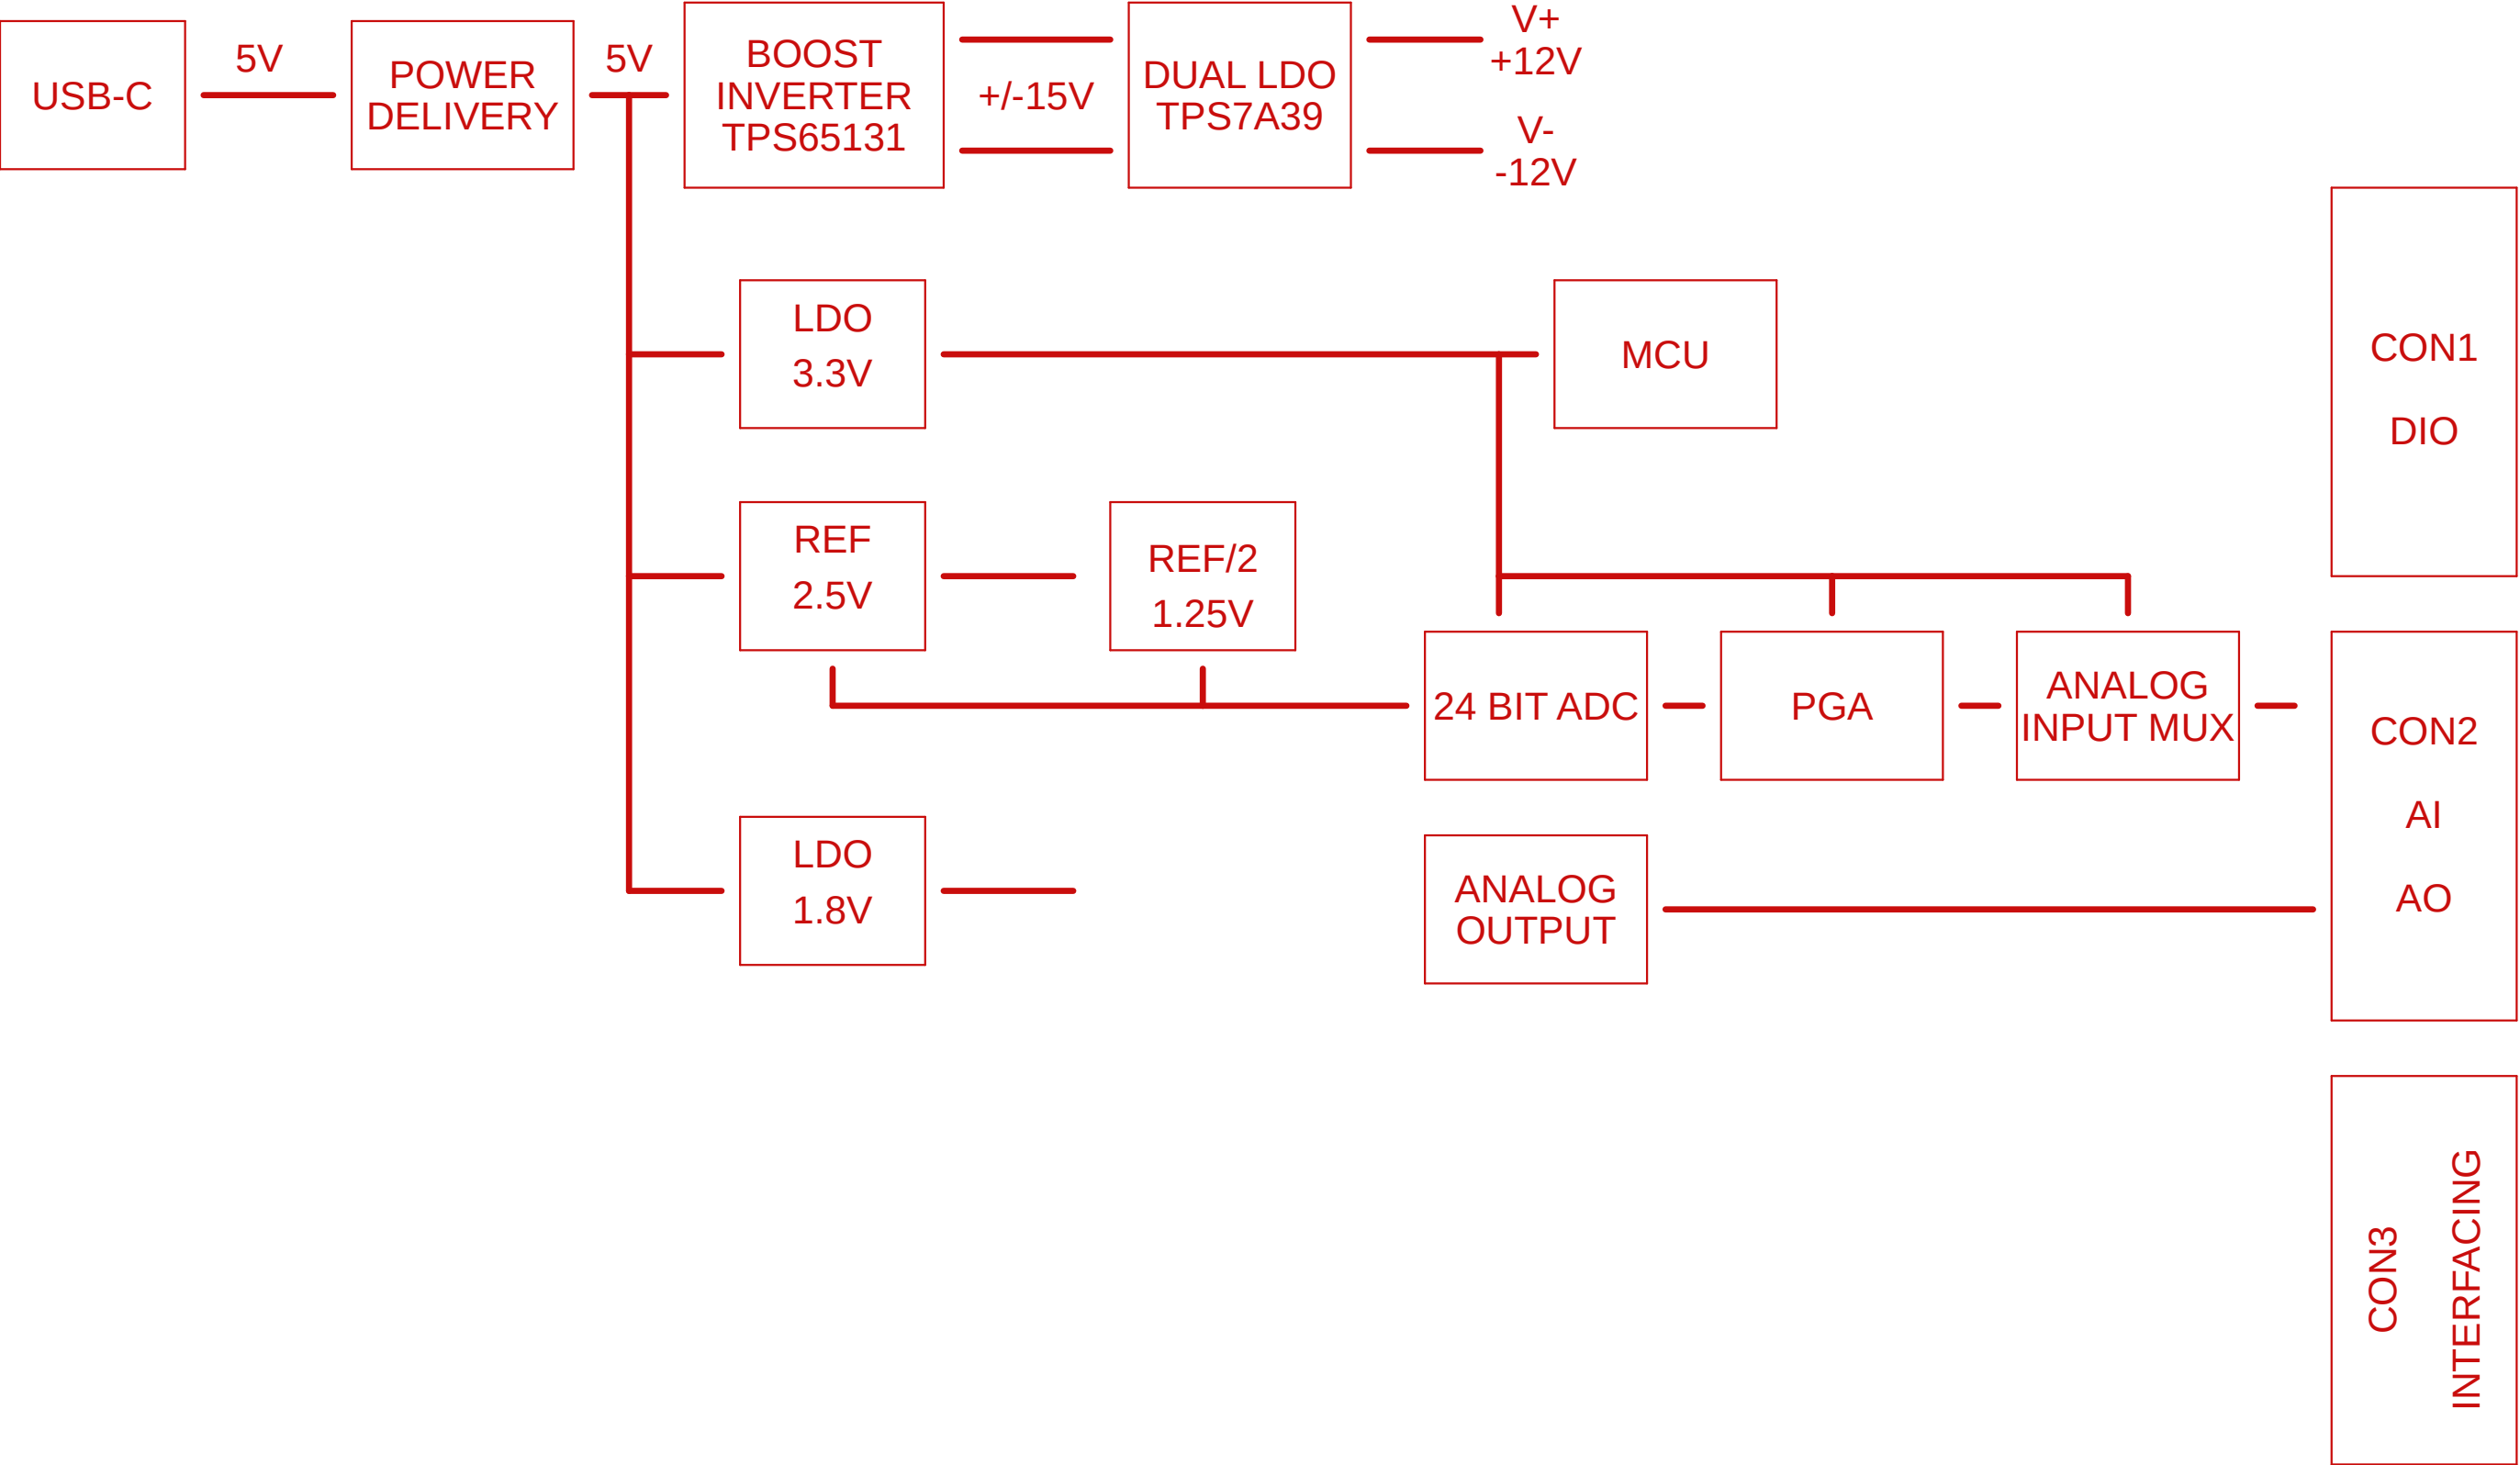 USB-C
5V
POWER
DELIVERY
5V
BOOST
INVERTER
TPS65131
+/-15V
DUAL LDO
TPS7A39
V+
+12V
V-
-12V
LDO
3.3V
MCU
CON1
DIO
REF
2.5V
REF/2
1.25V
24 BIT ADC
PGA
ANALOG
INPUT MUX
CON2
AI
AO
LDO
1.8V
ANALOG
OUTPUT
CON3
INTERFACING